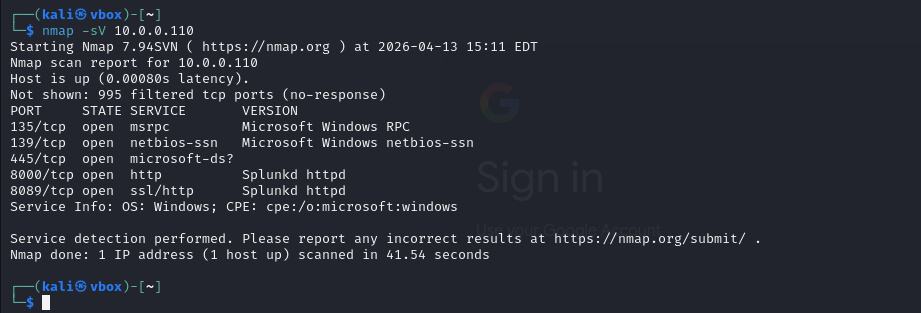 ┌──(kali㉿vbox)-[~]
└─$ nmap -sV 10.0.0.110
Starting Nmap 7.94SVN ( https://nmap.org ) at 2026-04-13 15:11 EDT
Nmap scan report for 10.0.0.110
Host is up (0.00080s latency).
Not shown: 995 filtered tcp ports (no-response)
PORT     STATE SERVICE       VERSION
135/tcp  open  msrpc         Microsoft Windows RPC
139/tcp  open  netbios-ssn   Microsoft Windows netbios-ssn
445/tcp  open  microsoft-ds?
8000/tcp open  http          Splunkd httpd
8089/tcp open  ssl/http      Splunkd httpd
Sign in
Service Info: OS: Windows; CPE: cpe:/o:microsoft:windows
Use your Google Account
Service detection performed. Please report any incorrect results at https://nmap.org/submit/ .
Nmap done: 1 IP address (1 host up) scanned in 41.54 seconds
┌──(kali㉿vbox)-[~]
└─$